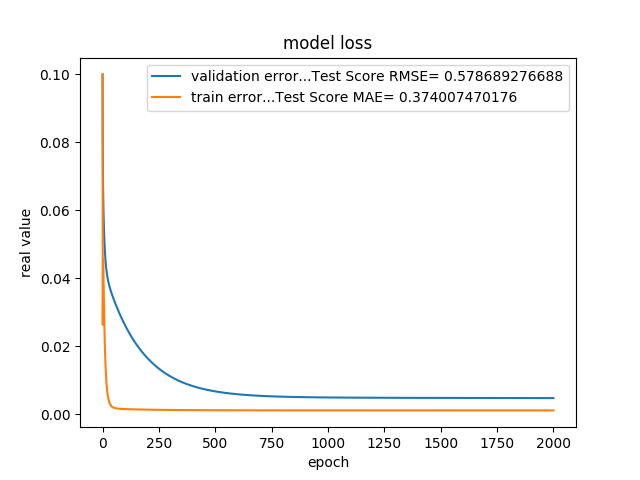 model loss
validation error...Test Score RMSE= 0.578689276688
train error...Test Score MAE= 0.374007470176
real value
0.10
0.08
0.06
0.04
0.02
0.00
0 250 500 750 1000 1250 1500 1750 2000
epoch